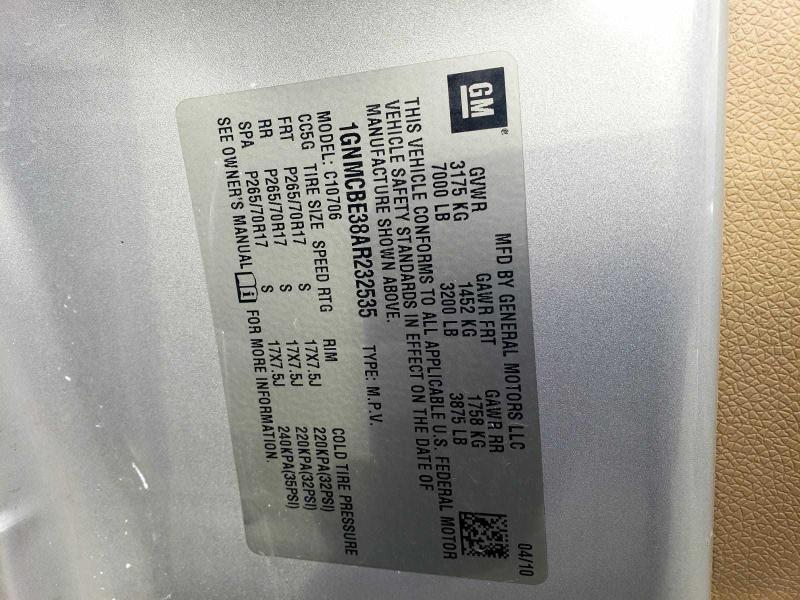 GM®
MFD BY GENERAL MOTORS LLC
04/10
GVWR GAWR FRT GAWR RR
3175 KG 1452 KG 1758 KG
7000 LB 3200 LB 3875 LB
THIS VEHICLE CONFORMS TO ALL APPLICABLE U.S. FEDERAL MOTOR
VEHICLE SAFETY STANDARDS IN EFFECT ON THE DATE OF
MANUFACTURE SHOWN ABOVE.
1GNMCBE38AR232535 TYPE: M.P.V.
MODEL: C10706
CC5G TIRE SIZE SPEED RTG RIM COLD TIRE PRESSURE
FRT P265/70R17 S 17X7.5J 220KPA(32PSI)
RR P265/70R17 S 17X7.5J 220KPA(32PSI)
SPA P265/70R17 S 17X7.5J 240KPA(35PSI)
SEE OWNER'S MANUAL FOR MORE INFORMATION.